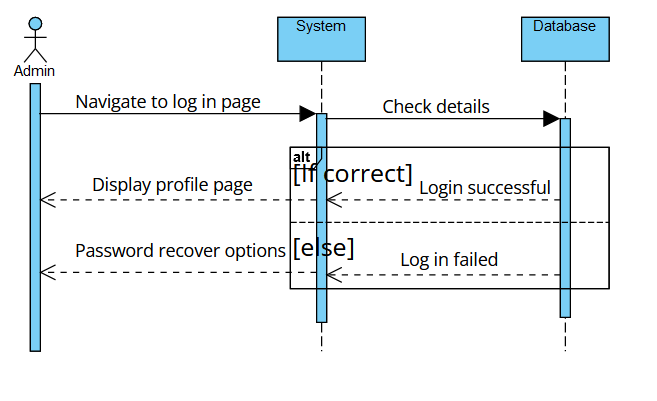 System
Database
Admin
Navigate to log in page
Check details
alt
[If correct]
Display profile page
Login successful
Password recover options
[else]
Log in failed